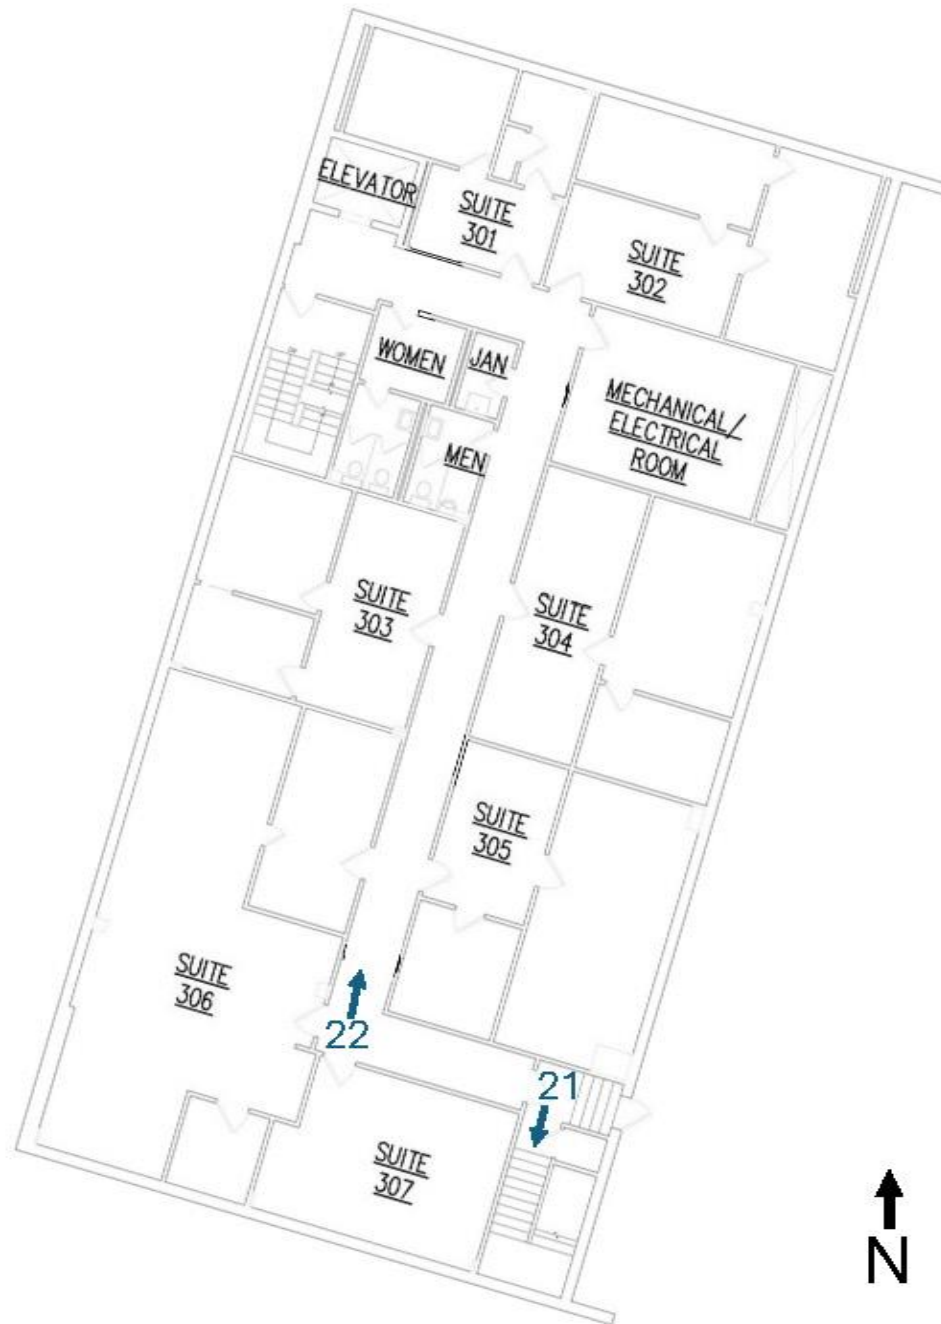 ELEVATOR
SUITE
301
SUITE
302
WOMEN
JAN
MECHANICAL/
ELECTRICAL
ROOM
MEN
SUITE
303
SUITE
304
SUITE
305
SUITE
306
22
21
SUITE
307
N